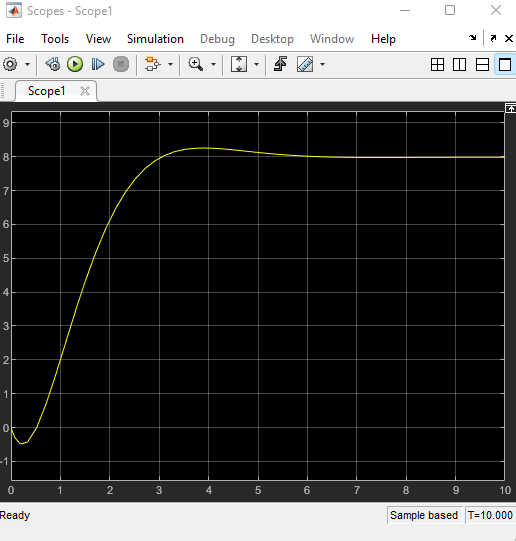 Scopes - Scope1
File Tools View Simulation Debug Desktop Window Help
Scope1
9
8
7
6
5
4
3
2
1
0
-1
0 1 2 3 4 5 6 7 8 9 10
Ready Sample based T=10.000